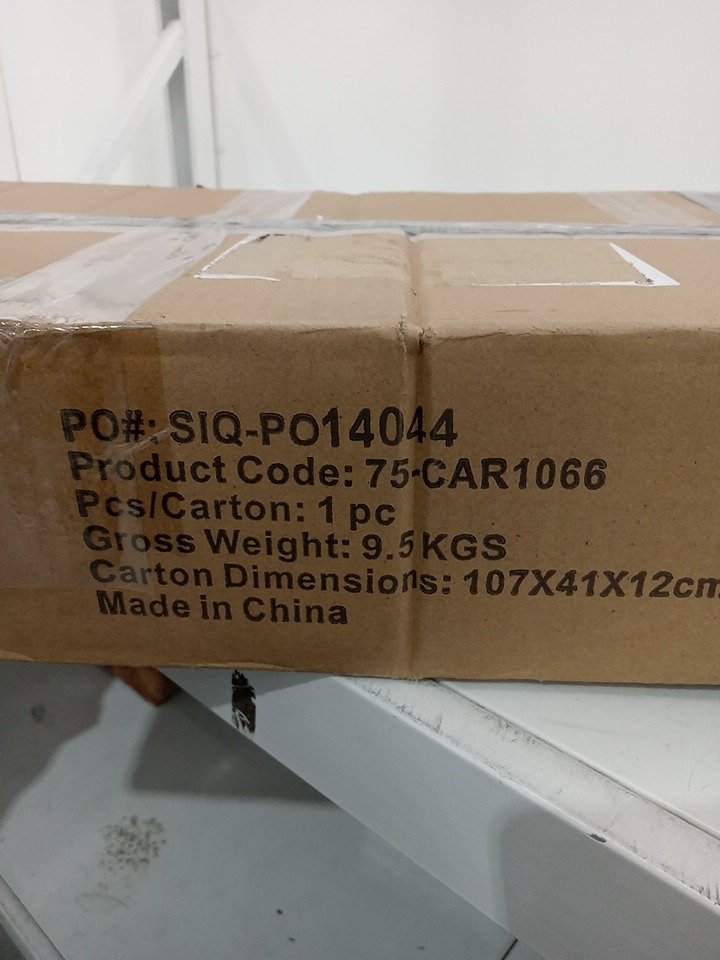 PO#: SIQ-PO14044
Product Code: 75-CAR1066
Pcs/Carton: 1 pc
Gross Weight: 9.5 KGS
Carton Dimensions: 107X41X12cm
Made in China